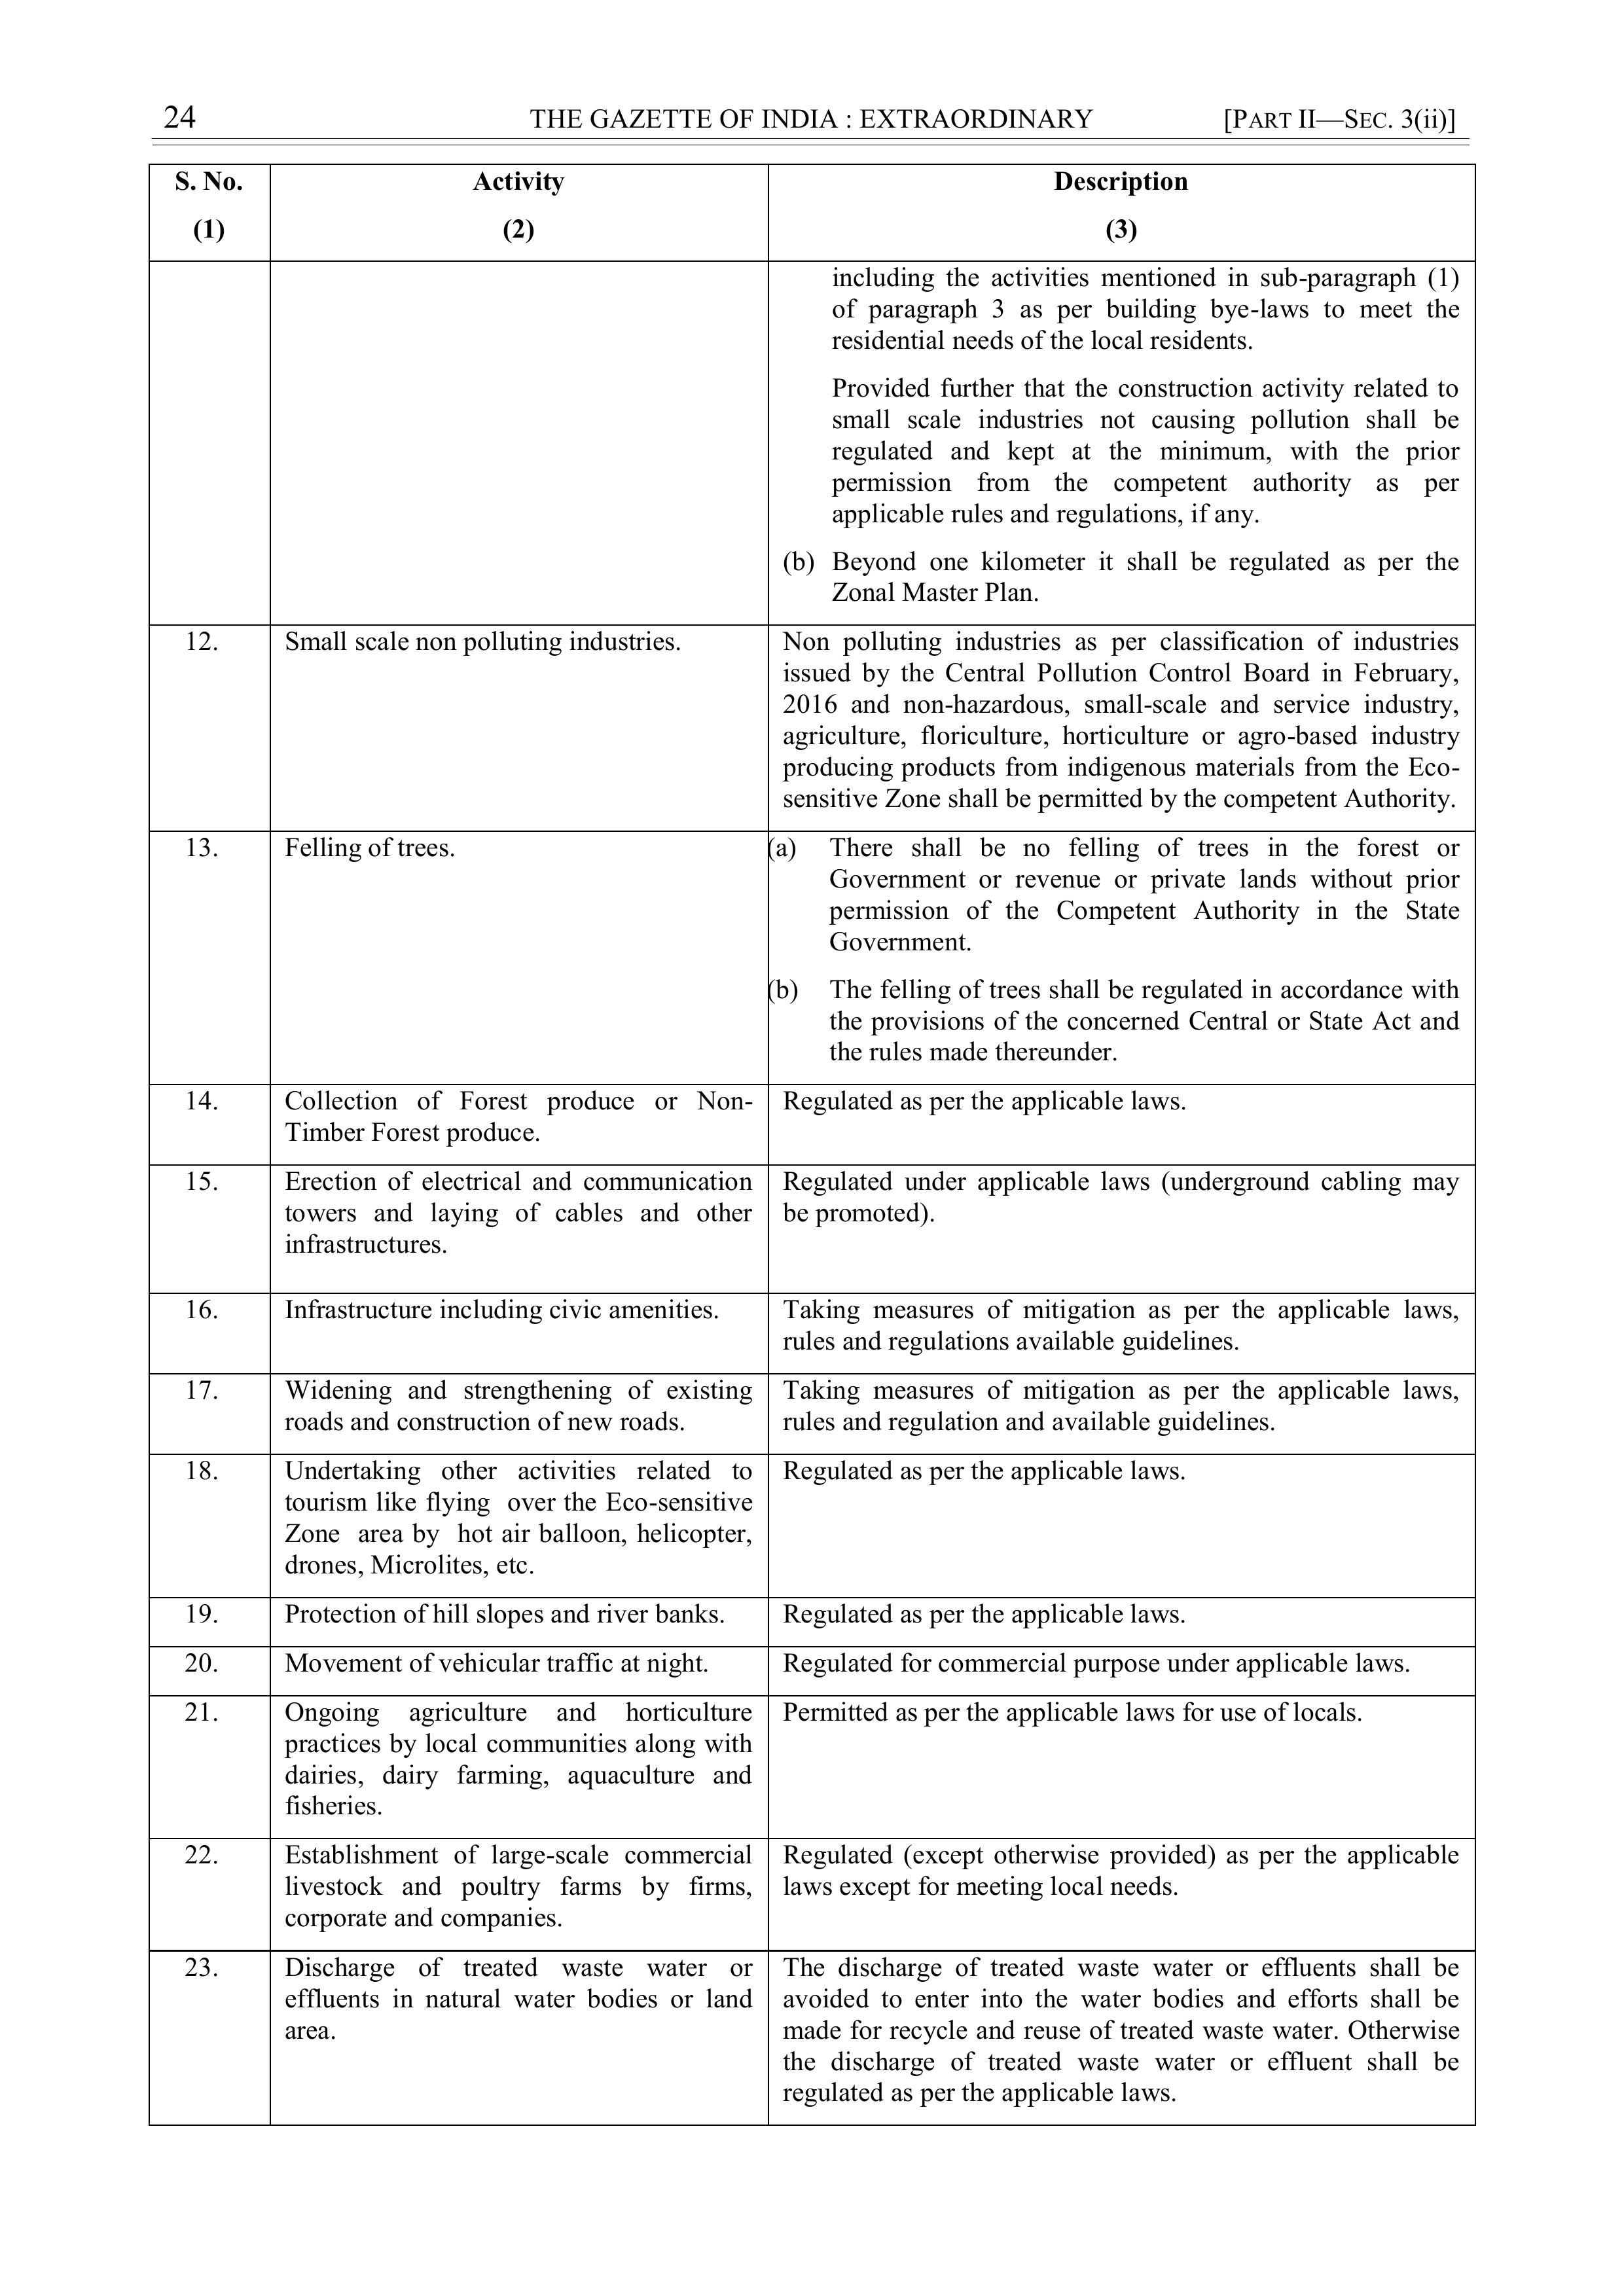 24 THE GAZETTE OF INDIA : EXTRAORDINARY [PART II—SEC. 3(ii)]
S. No. Activity Description
(1) (2) (3)
including the activities mentioned in sub-paragraph (1)
of paragraph 3 as per building bye-laws to meet the
residential needs of the local residents.
Provided further that the construction activity related to
small scale industries not causing pollution shall be
regulated and kept at the minimum, with the prior
permission from the competent authority as per
applicable rules and regulations, if any.
(b) Beyond one kilometer it shall be regulated as per the
Zonal Master Plan.
12. Small scale non polluting industries. Non polluting industries as per classification of industries
issued by the Central Pollution Control Board in February,
2016 and non-hazardous, small-scale and service industry,
agriculture, floriculture, horticulture or agro-based industry
producing products from indigenous materials from the Eco-
sensitive Zone shall be permitted by the competent Authority.
13. Felling of trees. (a) There shall be no felling of trees in the forest or
Government or revenue or private lands without prior
permission of the Competent Authority in the State
Government.
(b) The felling of trees shall be regulated in accordance with
the provisions of the concerned Central or State Act and
the rules made thereunder.
14. Collection of Forest produce or Non- Regulated as per the applicable laws.
Timber Forest produce.
15. Erection of electrical and communication Regulated under applicable laws (underground cabling may
towers and laying of cables and other be promoted).
infrastructures.
16. Infrastructure including civic amenities. Taking measures of mitigation as per the applicable laws,
rules and regulations available guidelines.
17. Widening and strengthening of existing Taking measures of mitigation as per the applicable laws,
roads and construction of new roads. rules and regulation and available guidelines.
18. Undertaking other activities related to Regulated as per the applicable laws.
tourism like flying over the Eco-sensitive
Zone area by hot air balloon, helicopter,
drones, Microlites, etc.
19. Protection of hill slopes and river banks. Regulated as per the applicable laws.
20. Movement of vehicular traffic at night. Regulated for commercial purpose under applicable laws.
21. Ongoing agriculture and horticulture Permitted as per the applicable laws for use of locals.
practices by local communities along with
dairies, dairy farming, aquaculture and
fisheries.
22. Establishment of large-scale commercial Regulated (except otherwise provided) as per the applicable
livestock and poultry farms by firms, laws except for meeting local needs.
corporate and companies.
23. Discharge of treated waste water or The discharge of treated waste water or effluents shall be
effluents in natural water bodies or land avoided to enter into the water bodies and efforts shall be
area. made for recycle and reuse of treated waste water. Otherwise
the discharge of treated waste water or effluent shall be
regulated as per the applicable laws.